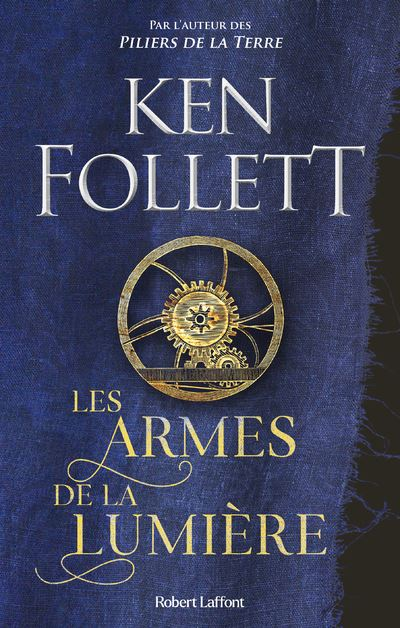 PAR L'AUTEUR DES
PILIERS DE LA TERRE
KEN
FOLLETT
LES
ARMES
DE LA
LUMIÈRE
Robert Laffont